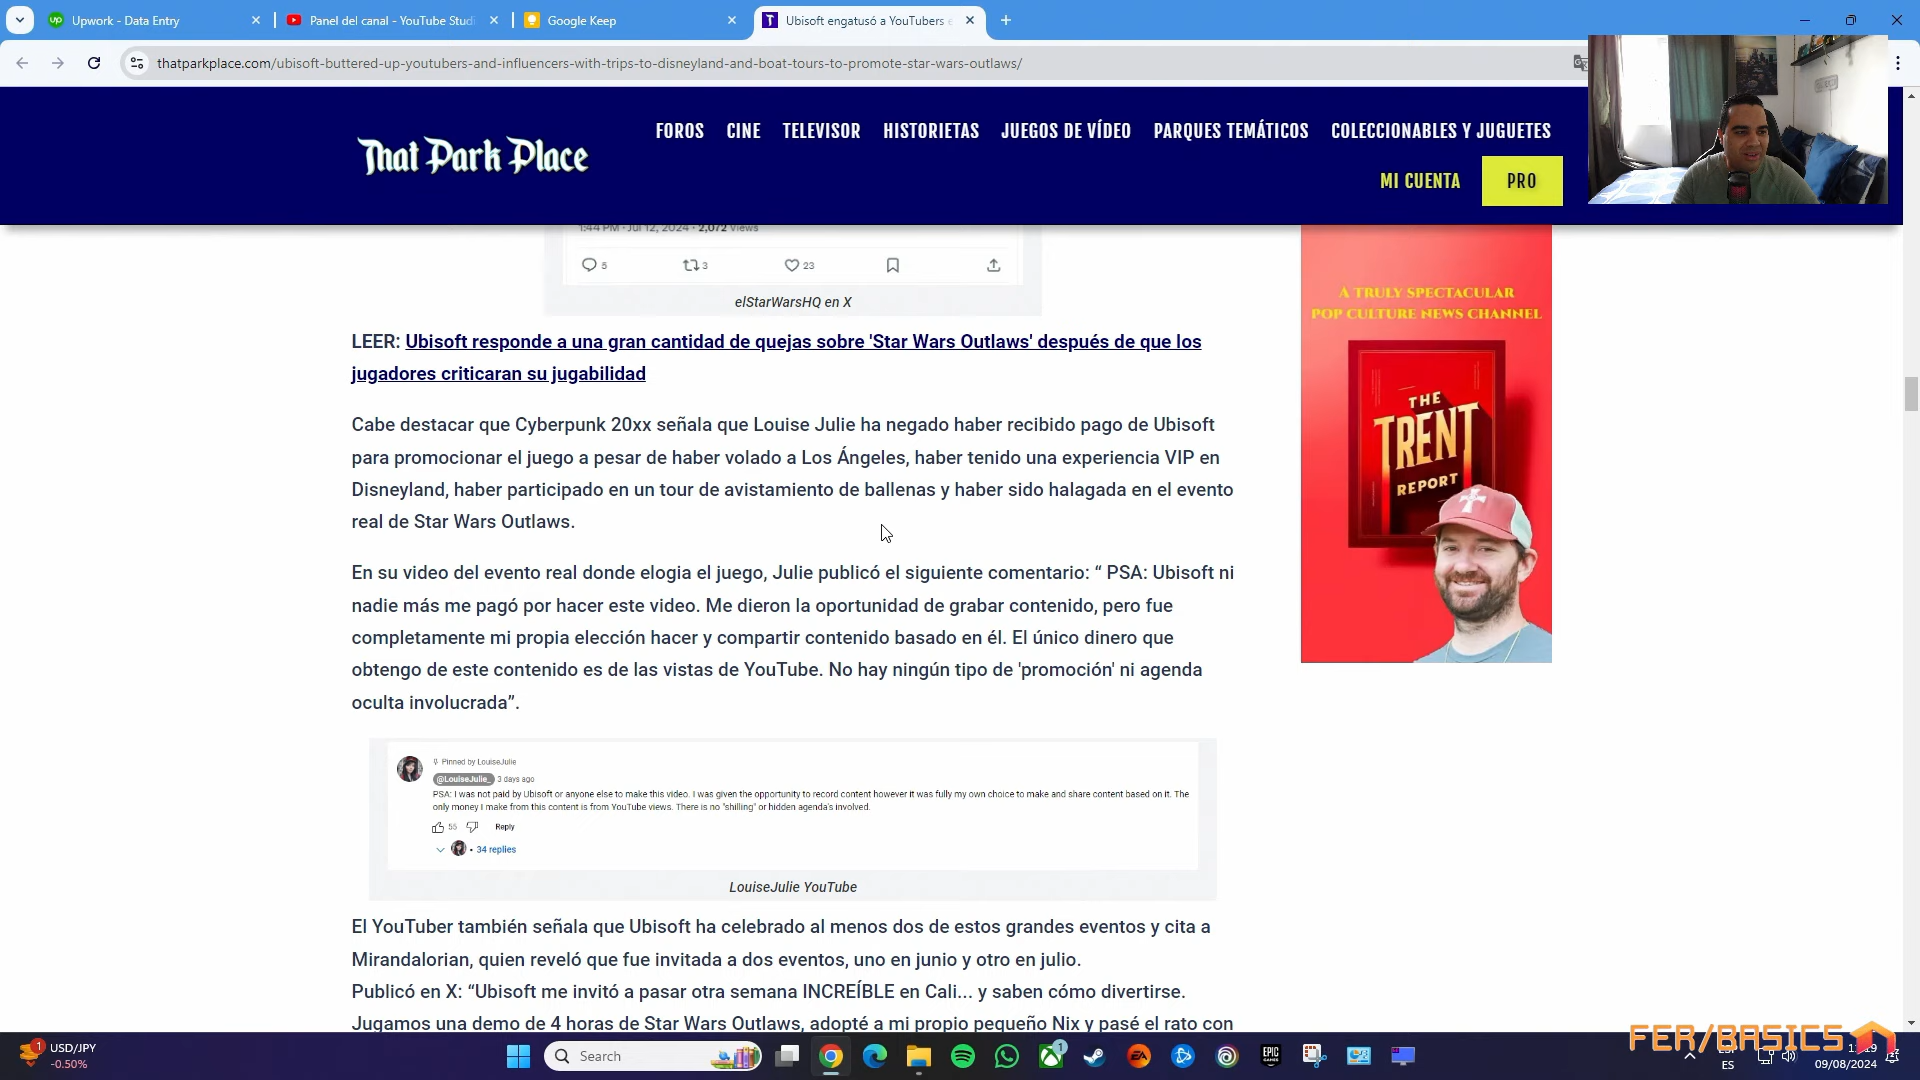 Upwork - Data Entry
Panel del canal - YouTube Studi
Google Keep
Ubisoft engatusó a YouTubers e
thatparkplace.com/ubisoft-buttered-up-youtubers-and-influencers-with-trips-to-disneyland-and-boat-tours-to-promote-star-wars-outlaws/
That Park Place
FOROS CINE TELEVISOR HISTORIETAS JUEGOS DE VÍDEO PARQUES TEMÁTICOS COLECCIONABLES Y JUGUETES
MI CUENTA PRO
1:44 PM · Jul 12, 2024 · 2,072 Views
5 3 23
elStarWarsHQ en X
LEER: Ubisoft responde a una gran cantidad de quejas sobre 'Star Wars Outlaws' después de que los
jugadores criticaran su jugabilidad
Cabe destacar que Cyberpunk 20xx señala que Louise Julie ha negado haber recibido pago de Ubisoft
para promocionar el juego a pesar de haber volado a Los Ángeles, haber tenido una experiencia VIP en
Disneyland, haber participado en un tour de avistamiento de ballenas y haber sido halagada en el evento
real de Star Wars Outlaws.
En su video del evento real donde elogia el juego, Julie publicó el siguiente comentario: “ PSA: Ubisoft ni
nadie más me pagó por hacer este video. Me dieron la oportunidad de grabar contenido, pero fue
completamente mi propia elección hacer y compartir contenido basado en él. El único dinero que
obtengo de este contenido es de las vistas de YouTube. No hay ningún tipo de 'promoción' ni agenda
oculta involucrada”.
Pinned by LouiseJulie
@LouiseJulie_ 3 days ago
PSA: I was not paid by Ubisoft or anyone else to make this video. I was given the opportunity to record content however it was fully my own choice to make and share content based on it. The
only money I make from this content is from YouTube views. There is no "shilling" or hidden agenda's involved.
55 Reply
34 replies
LouiseJulie YouTube
El YouTuber también señala que Ubisoft ha celebrado al menos dos de estos grandes eventos y cita a
Mirandalorian, quien reveló que fue invitada a dos eventos, uno en junio y otro en julio.
Publicó en X: “Ubisoft me invitó a pasar otra semana INCREÍBLE en Cali... y saben cómo divertirse.
Jugamos una demo de 4 horas de Star Wars Outlaws, adopté a mi propio pequeño Nix y pasé el rato con
A TRULY SPECTACULAR
POP CULTURE NEWS CHANNEL
THE
TRENT
REPORT
FER/BASICS
1
USD/JPY
-0.50%
Search
1
EPIC
EA
ES
09/08/2024